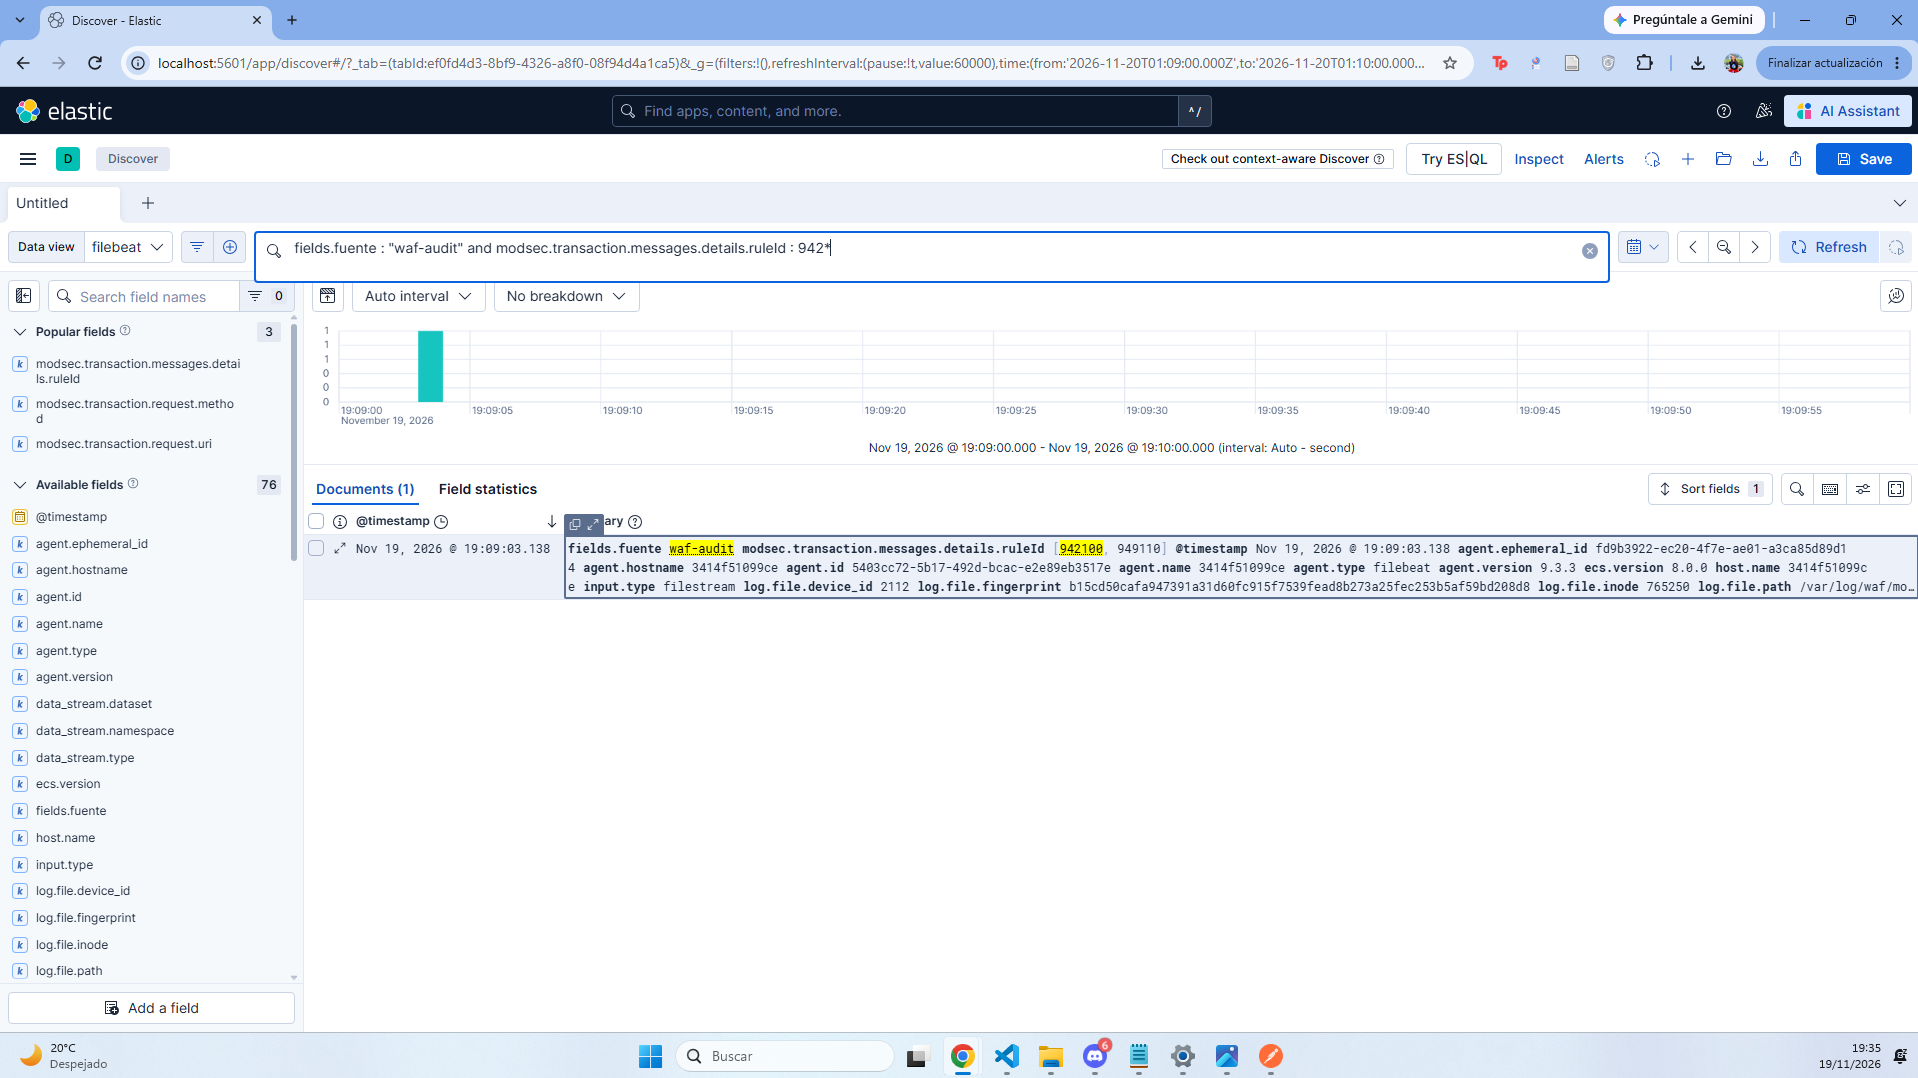 Discover - Elastic
Pregúntale a Gemini
localhost:5601/app/discover#/?_tab=(tabId:ef0fd4d3-8bf9-4326-a8f0-08f94d4a1ca5)&_g=(filters:!(),refreshInterval:(pause:!t,value:60000),time:(from:'2026-11-20T01:09:00.000Z',to:'2026-11-20T01:10:00.000...
Finalizar actualización
elastic
Find apps, content, and more.
^ /
AI Assistant
D
Discover
Check out context-aware Discover
Try ES|QL
Inspect
Alerts
Save
Untitled
Data view
filebeat
fields.fuente : "waf-audit" and modsec.transaction.messages.details.ruleId : 942*
Refresh
Search field names
0
Auto interval
No breakdown
Popular fields
3
modsec.transaction.messages.detai
ls.ruleId
modsec.transaction.request.metho
d
modsec.transaction.request.uri
Available fields
76
@timestamp
agent.ephemeral_id
agent.hostname
agent.id
agent.name
agent.type
agent.version
data_stream.dataset
data_stream.namespace
data_stream.type
ecs.version
fields.fuente
host.name
input.type
log.file.device_id
log.file.fingerprint
log.file.inode
log.file.path
Add a field
1
1
1
0
0
0
19:09:00
19:09:05
19:09:10
19:09:15
19:09:20
19:09:25
19:09:30
19:09:35
19:09:40
19:09:45
19:09:50
19:09:55
November 19, 2026
Nov 19, 2026 @ 19:09:00.000 - Nov 19, 2026 @ 19:10:00.000 (interval: Auto - second)
Documents (1)
Field statistics
Sort fields
1
@timestamp
ary
Nov 19, 2026 @ 19:09:03.138
fields.fuente waf-audit modsec.transaction.messages.details.ruleId [942100, 949110] @timestamp Nov 19, 2026 @ 19:09:03.138 agent.ephemeral_id fd9b3922-ec20-4f7e-ae01-a3ca85d89d1
4 agent.hostname 3414f51099ce agent.id 5403cc72-5b17-492d-bcac-e2e89eb3517e agent.name 3414f51099ce agent.type filebeat agent.version 9.3.3 ecs.version 8.0.0 host.name 3414f51099c
e input.type filestream log.file.device_id 2112 log.file.fingerprint b15cd50cafa947391a31d60fc915f7539fead8b273a25fec253b5af59bd208d8 log.file.inode 765250 log.file.path /var/log/waf/mo…
20°C
Despejado
Buscar
6
19:35
19/11/2026